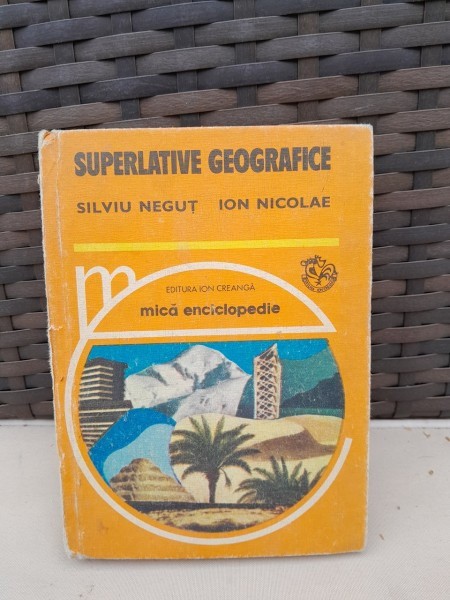 SUPERLATIVE GEOGRAFICE
SILVIU NEGUȚ ION NICOLAE
EDITURA ION CREANGĂ
mică enciclopedie